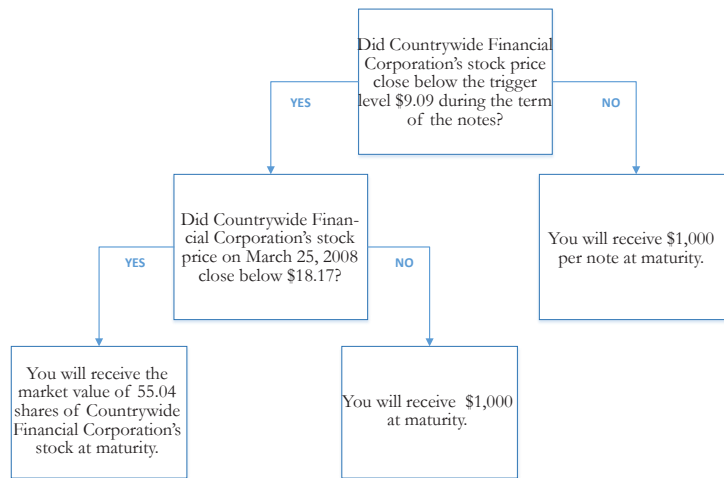 Did Countrywide Financial
Corporation's stock price
close below the trigger
level $9.09 during the term
of the notes?
YES
NO
Did Countrywide Finan-
cial Corporation's stock
price on March 25, 2008
close below $18.17?
You will receive $1,000
per note at maturity.
YES
NO
You will receive the
market value of 55.04
shares of Countrywide
Financial Corporation's
stock at maturity.
You will receive $1,000
at maturity.